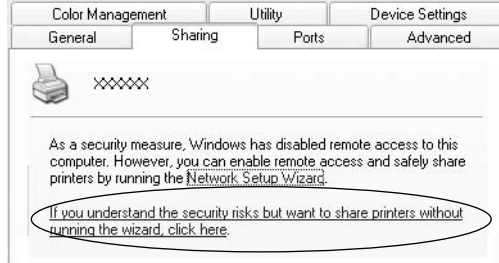 Color Management Utility Device Settings
General Sharing Ports Advanced
XXXXXX
As a security measure, Windows has disabled remote access to this
computer. However, you can enable remote access and safely share
printers by running the Network Setup Wizard.
If you understand the security risks but want to share printers without
running the wizard, click here.